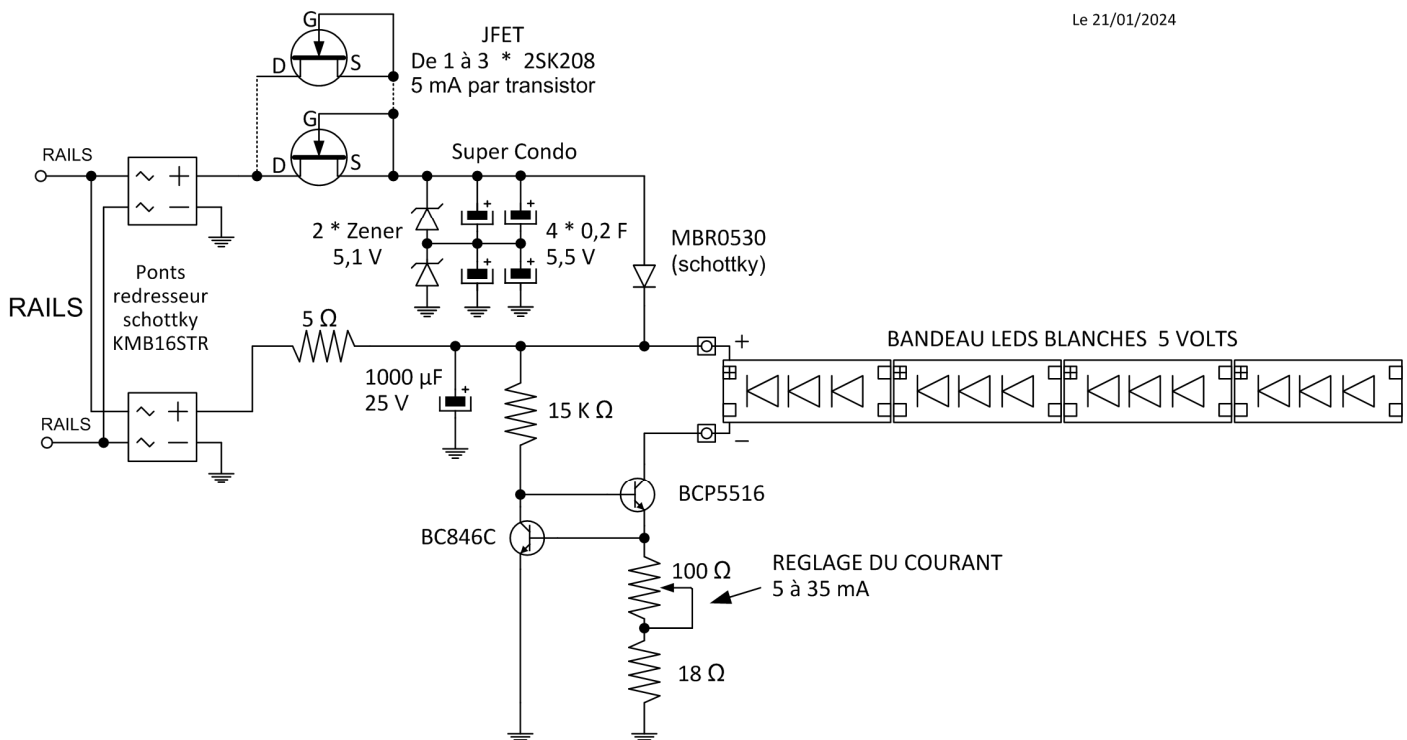 Le 21/01/2024
G
JFET
De 1 à 3 * 2SK208
5 mA par transistor
D
S
G
D
S
Super Condo
RAILS
~ +
~ −
2 * Zener
5,1 V
+
+
+
+
4 * 0,2 F
5,5 V
MBR0530
(schottky)
Ponts
redresseur
schottky
KMB16STR
RAILS
5 Ω
BANDEAU LEDS BLANCHES 5 VOLTS
+
1000 µF
25 V
+
15 K Ω
~ +
~ −
RAILS
−
BCP5516
BC846C
100 Ω
REGLAGE DU COURANT
5 à 35 mA
18 Ω